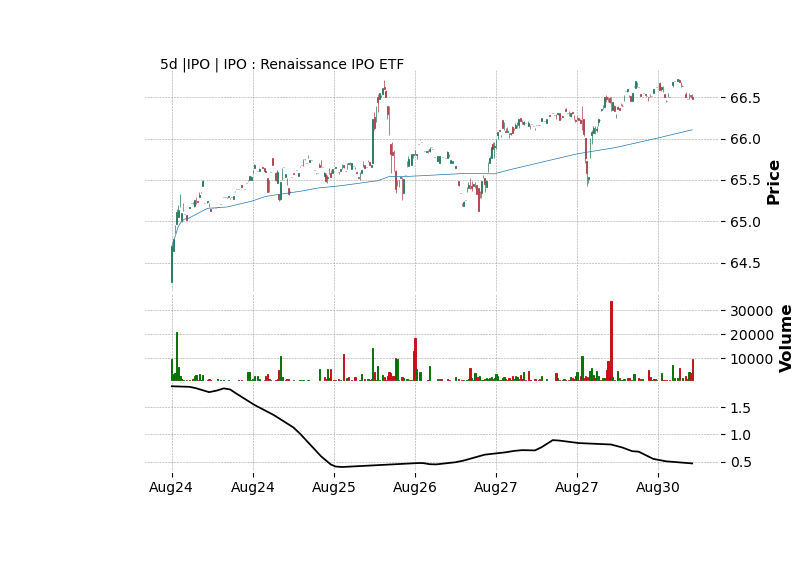 5d |IPO | IPO : Renaissance IPO ETF
66.5
66.0
65.5
65.0
64.5
Price
30000
20000
10000
Volume
1.5
1.0
0.5
Aug24 Aug24 Aug25 Aug26 Aug27 Aug27 Aug30